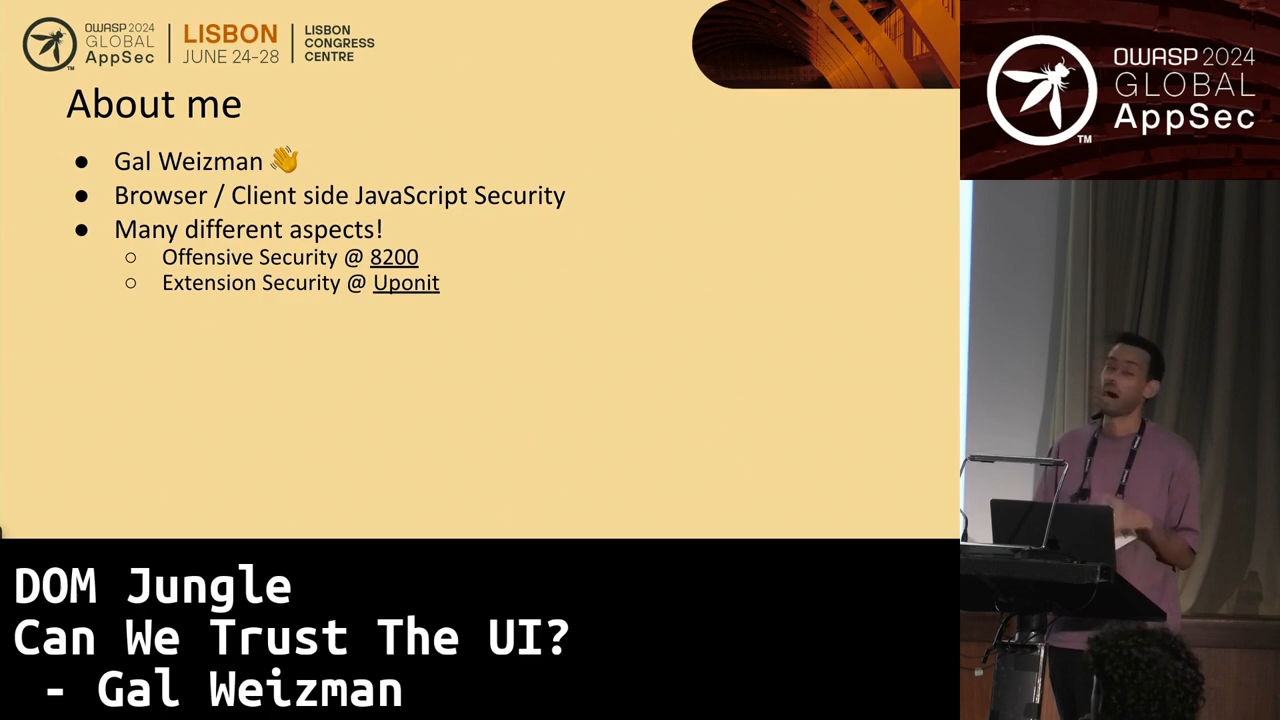 OWASP 2024
GLOBAL
AppSec
LISBON
JUNE 24-28
LISBON
CONGRESS
CENTRE
About me
● Gal Weizman 👋
● Browser / Client side JavaScript Security
● Many different aspects!
○ Offensive Security @ 8200
○ Extension Security @ Uponit
DOM Jungle
Can We Trust The UI?
- Gal Weizman
OWASP 2024
GLOBAL
AppSec
TM